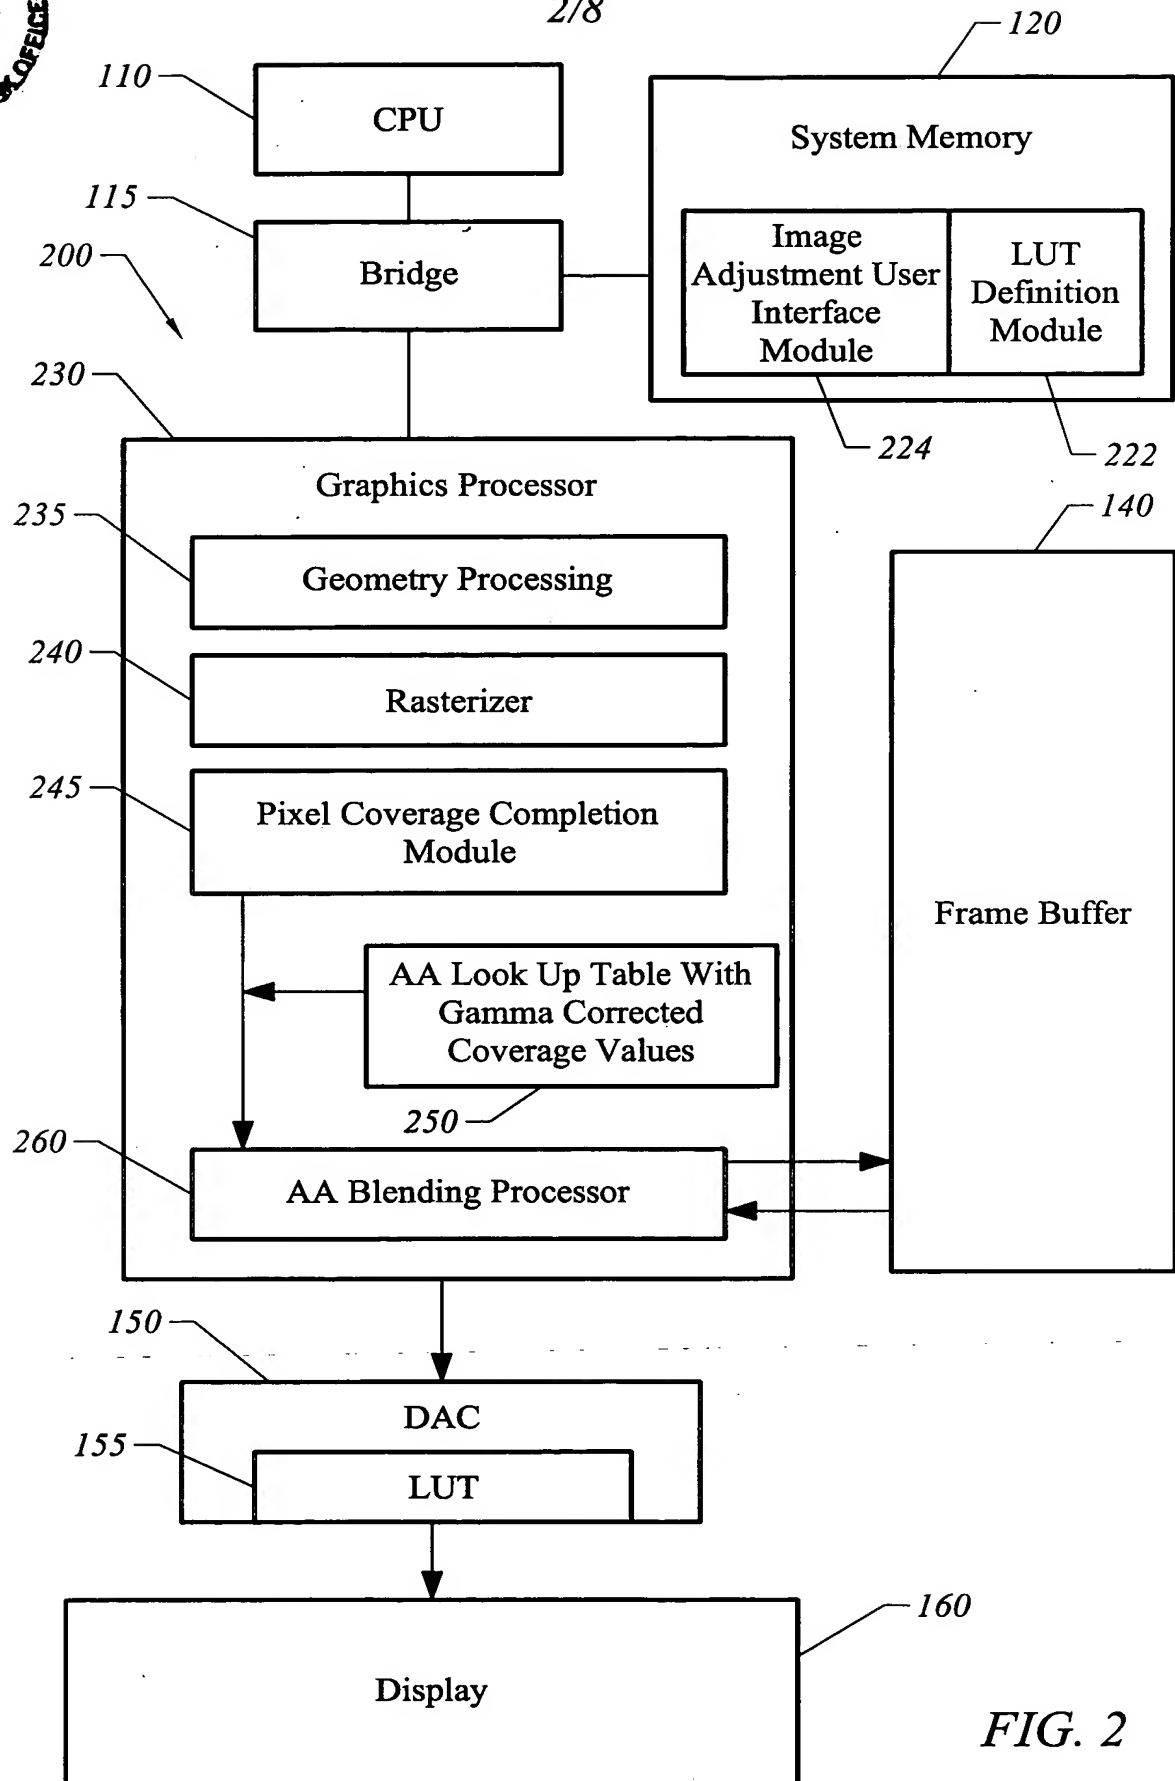 2/8
120
110
CPU
System Memory
115
Bridge
Image
Adjustment User
Interface
Module
LUT
Definition
Module
200
230
224
222
Graphics Processor
140
235
Geometry Processing
240
Rasterizer
245
Pixel Coverage Completion
Module
Frame Buffer
AA Look Up Table With
Gamma Corrected
Coverage Values
250
260
AA Blending Processor
150
DAC
155
LUT
160
Display
FIG. 2